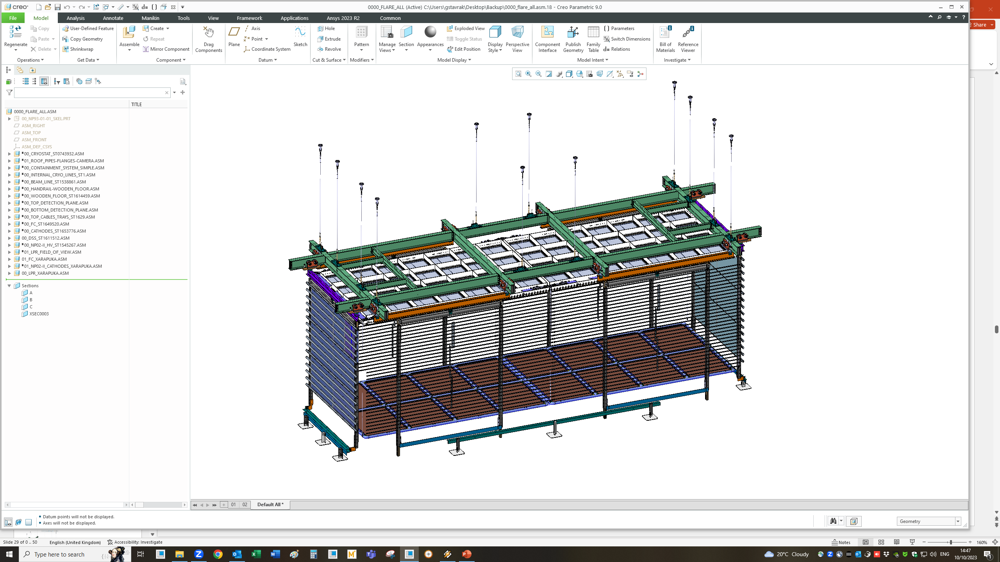 creo°
0000_FLARE_ALL (Active) C:\Users\gstavrak\Desktop\Backup\0000_flare_all.asm.18 - Creo Parametric 9.0
File Model Analysis Annotate Manikin Tools View Framework Applications Ansys 2023 R2 Common
Share
Regenerate
Copy
Paste
Delete
Operations
User-Defined Feature
Copy Geometry
Shrinkwrap
Get Data
Assemble
Create
Repeat
Mirror Component
Component
Drag
Components
Plane
Axis
Point
Coordinate System
Sketch
Datum
Hole
Extrude
Revolve
Cut & Surface
Pattern
Modifiers
Manage
Views
Section
Appearances
Exploded View
Toggle Status
Edit Position
Display
Style
Perspective
View
Model Display
Component
Interface
Publish
Geometry
Family
Table
Parameters
Switch Dimensions
d= Relations
Model Intent
Bill of
Materials
Reference
Viewer
Investigate
TITLE
0000_FLARE_ALL.ASM
00_NP93-01-01_SKEL.PRT
ASM_RIGHT
ASM_TOP
ASM_FRONT
ASM_DEF_CSYS
00_CRYOSTAT_ST0743932.ASM
01_ROOF_PIPES-FLANGES-CAMERA.ASM
00_CONTAINMENT_SYSTEM_SIMPLE.ASM
00_INTERNAL_CRYO_LINES_ST1.ASM
00_BEAM_LINE_ST1538861.ASM
00_HANDRAIL-WOODEN_FLOOR.ASM
00_WOODEN_FLOOR_ST1614459.ASM
00_TOP_DETECTION_PLANE.ASM
00_BOTTOM_DETECTION_PLANE.ASM
00_TOP_CABLES_TRAYS_ST1629.ASM
00_FC_ST1649520.ASM
00_CATHODES_ST1653776.ASM
00_DSS_ST1611512.ASM
00_NP02-II_HV_ST1545267.ASM
01_LPR_FIELD_OF_VIEW.ASM
01_FC_XARAPUKA.ASM
01_NP02-II_CATHODES_XARAPUKA.ASM
00_LPR_XARAPUKA.ASM
Sections
A
B
C
XSEC0003
01 02 Default All *
• Datum points will not be displayed.
• Axes will not be displayed.
Geometry
Slide 29 of 0 .. 50 English (United Kingdom) Accessibility: Investigate Notes 160%
Type here to search
20°C Cloudy
ENG
14:47
10/10/2023